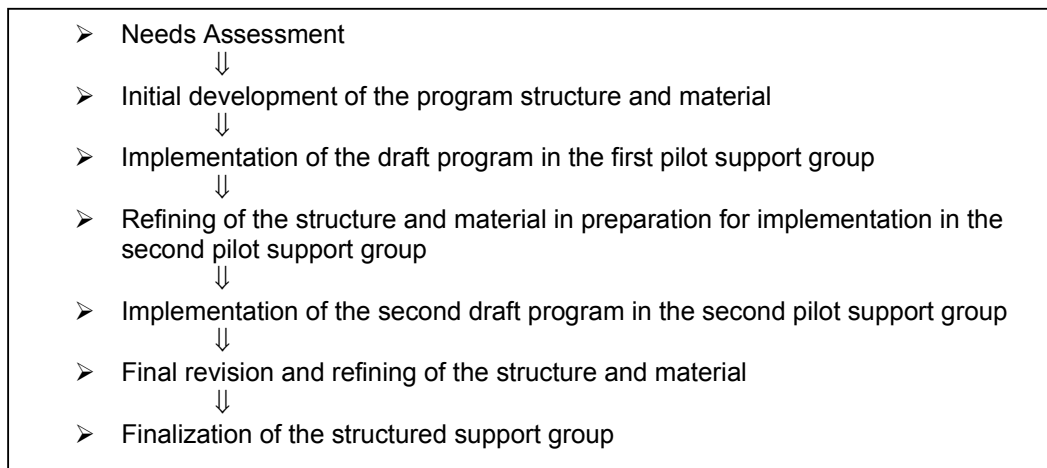 ➢ Needs Assessment
⇓
➢ Initial development of the program structure and material
⇓
➢ Implementation of the draft program in the first pilot support group
⇓
➢ Refining of the structure and material in preparation for implementation in the
second pilot support group
⇓
➢ Implementation of the second draft program in the second pilot support group
⇓
➢ Final revision and refining of the structure and material
⇓
➢ Finalization of the structured support group